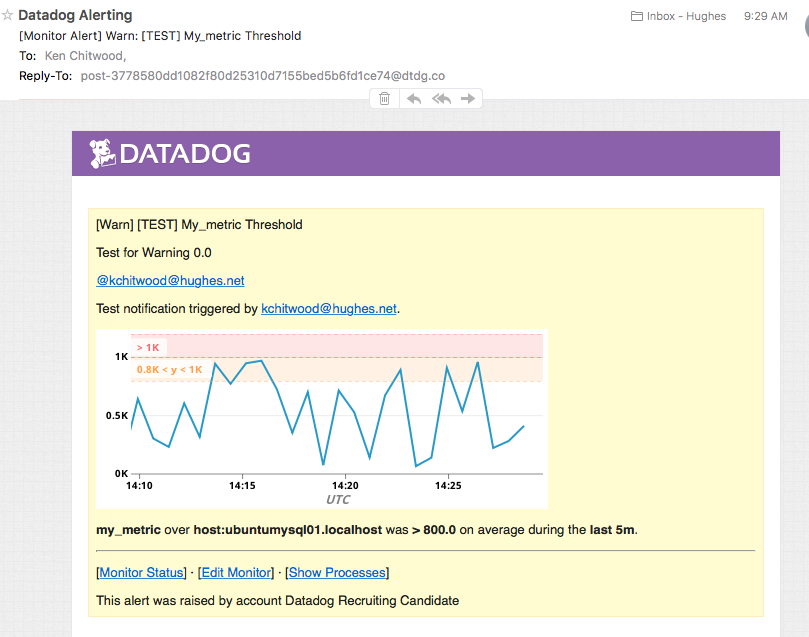 Datadog Alerting
Inbox - Hughes 9:29 AM
[Monitor Alert] Warn: [TEST] My_metric Threshold
To: Ken Chitwood,
Reply-To: post-3778580dd1082f80d25310d7155bed5b6fd1ce74@dtdg.co
DATADOG
[Warn] [TEST] My_metric Threshold
Test for Warning 0.0
@kchitwood@hughes.net
Test notification triggered by kchitwood@hughes.net.
> 1K
1K
0.8K < y < 1K
0.5K
0K
14:10 14:15 14:20 14:25
UTC
my_metric over host:ubuntumysql01.localhost was > 800.0 on average during the last 5m.
[Monitor Status] · [Edit Monitor] · [Show Processes]
This alert was raised by account Datadog Recruiting Candidate